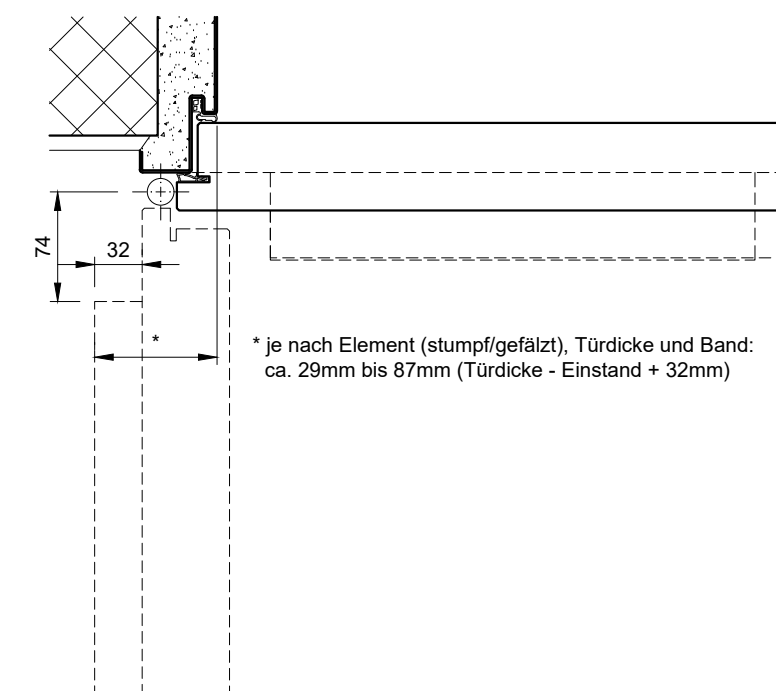 74
32
*
* je nach Element (stumpf/gefälzt), Türdicke und Band:
ca. 29mm bis 87mm (Türdicke - Einstand + 32mm)